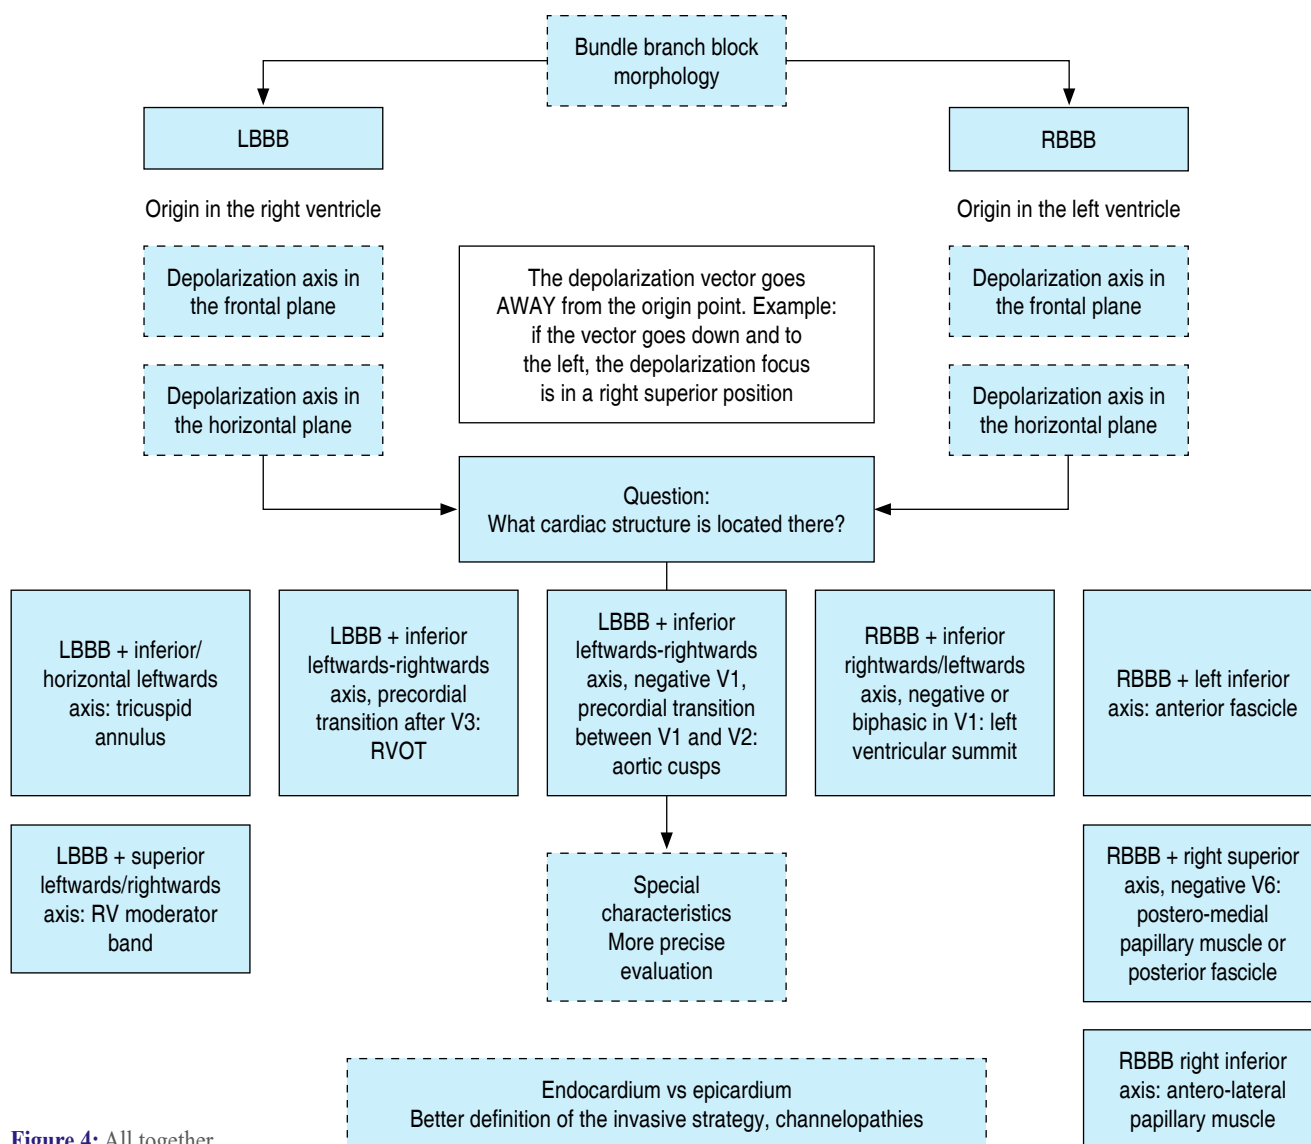 Bundle branch block
morphology
LBBB
RBBB
Origin in the right ventricle
Origin in the left ventricle
Depolarization axis in
the frontal plane
The depolarization vector goes
AWAY from the origin point. Example:
if the vector goes down and to
the left, the depolarization focus
is in a right superior position
Depolarization axis in
the frontal plane
Depolarization axis in
the horizontal plane
Depolarization axis in
the horizontal plane
Question:
What cardiac structure is located there?
LBBB + inferior/
horizontal leftwards
axis: tricuspid
annulus
LBBB + inferior
leftwards-rightwards
axis, precordial
transition after V3:
RVOT
LBBB + inferior
leftwards-rightwards
axis, negative V1,
precordial transition
between V1 and V2:
aortic cusps
RBBB + inferior
rightwards/leftwards
axis, negative or
biphasic in V1: left
ventricular summit
RBBB + left inferior
axis: anterior fascicle
LBBB + superior
leftwards/rightwards
axis: RV moderator
band
Special
characteristics
More precise
evaluation
RBBB + right superior
axis, negative V6:
postero-medial
papillary muscle or
posterior fascicle
RBBB right inferior
axis: antero-lateral
papillary muscle
Endocardium vs epicardium
Better definition of the invasive strategy, channelopathies
Figure 4: All together